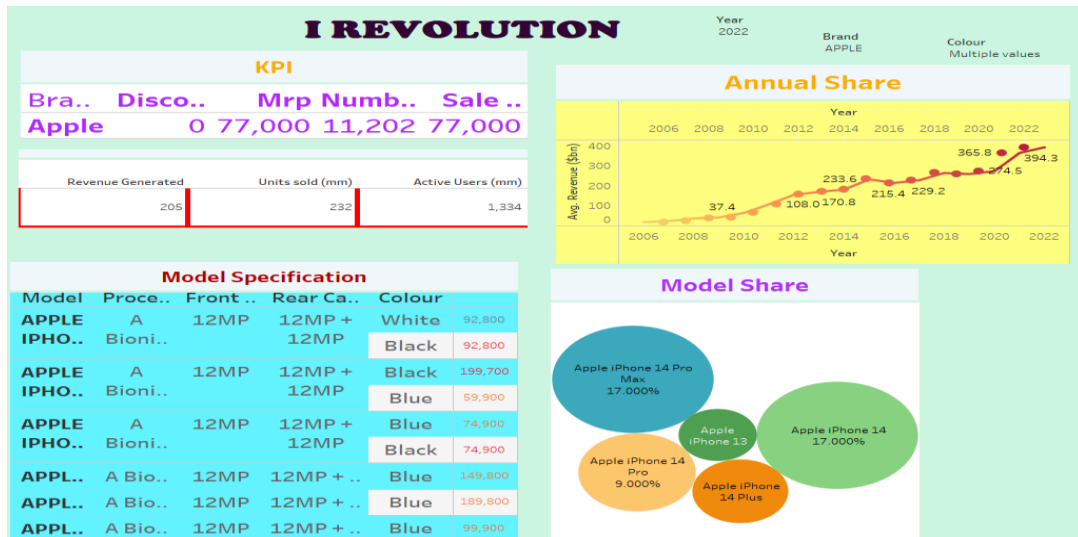 I REVOLUTION
Year
2022
Brand
APPLE
Colour
Multiple values
KPI
Bra.. Disco.. Mrp Numb.. Sale ..
Apple 0 77,000 11,202 77,000
Revenue Generated Units sold (mm) Active Users (mm)
205 232 1,334
Annual Share
Year
2006 2008 2010 2012 2014 2016 2018 2020 2022
Avg. Revenue ($bn)
400
300
200
100
0
37.4
108.0
170.8
233.6
215.4
229.2
365.8
274.5
394.3
2006 2008 2010 2012 2014 2016 2018 2020 2022
Year
Model Specification
Model Proce.. Front .. Rear Ca.. Colour
APPLE A 12MP 12MP + White 92,800
IPHO.. Bioni.. 12MP Black 92,800
APPLE A 12MP 12MP + Black 199,700
IPHO.. Bioni.. 12MP Blue 59,900
APPLE A 12MP 12MP + Blue 74,900
IPHO.. Bioni.. 12MP Black 74,900
APPL.. A Bio.. 12MP 12MP + .. Blue 149,800
APPL.. A Bio.. 12MP 12MP + .. Blue 189,800
APPL.. A Bio.. 12MP 12MP + .. Blue 99,900
Model Share
Apple iPhone 14 Pro
Max
17.000%
Apple
iPhone 13
Apple iPhone 14
17.000%
Apple iPhone 14
Pro
9.000%
Apple iPhone
14 Plus